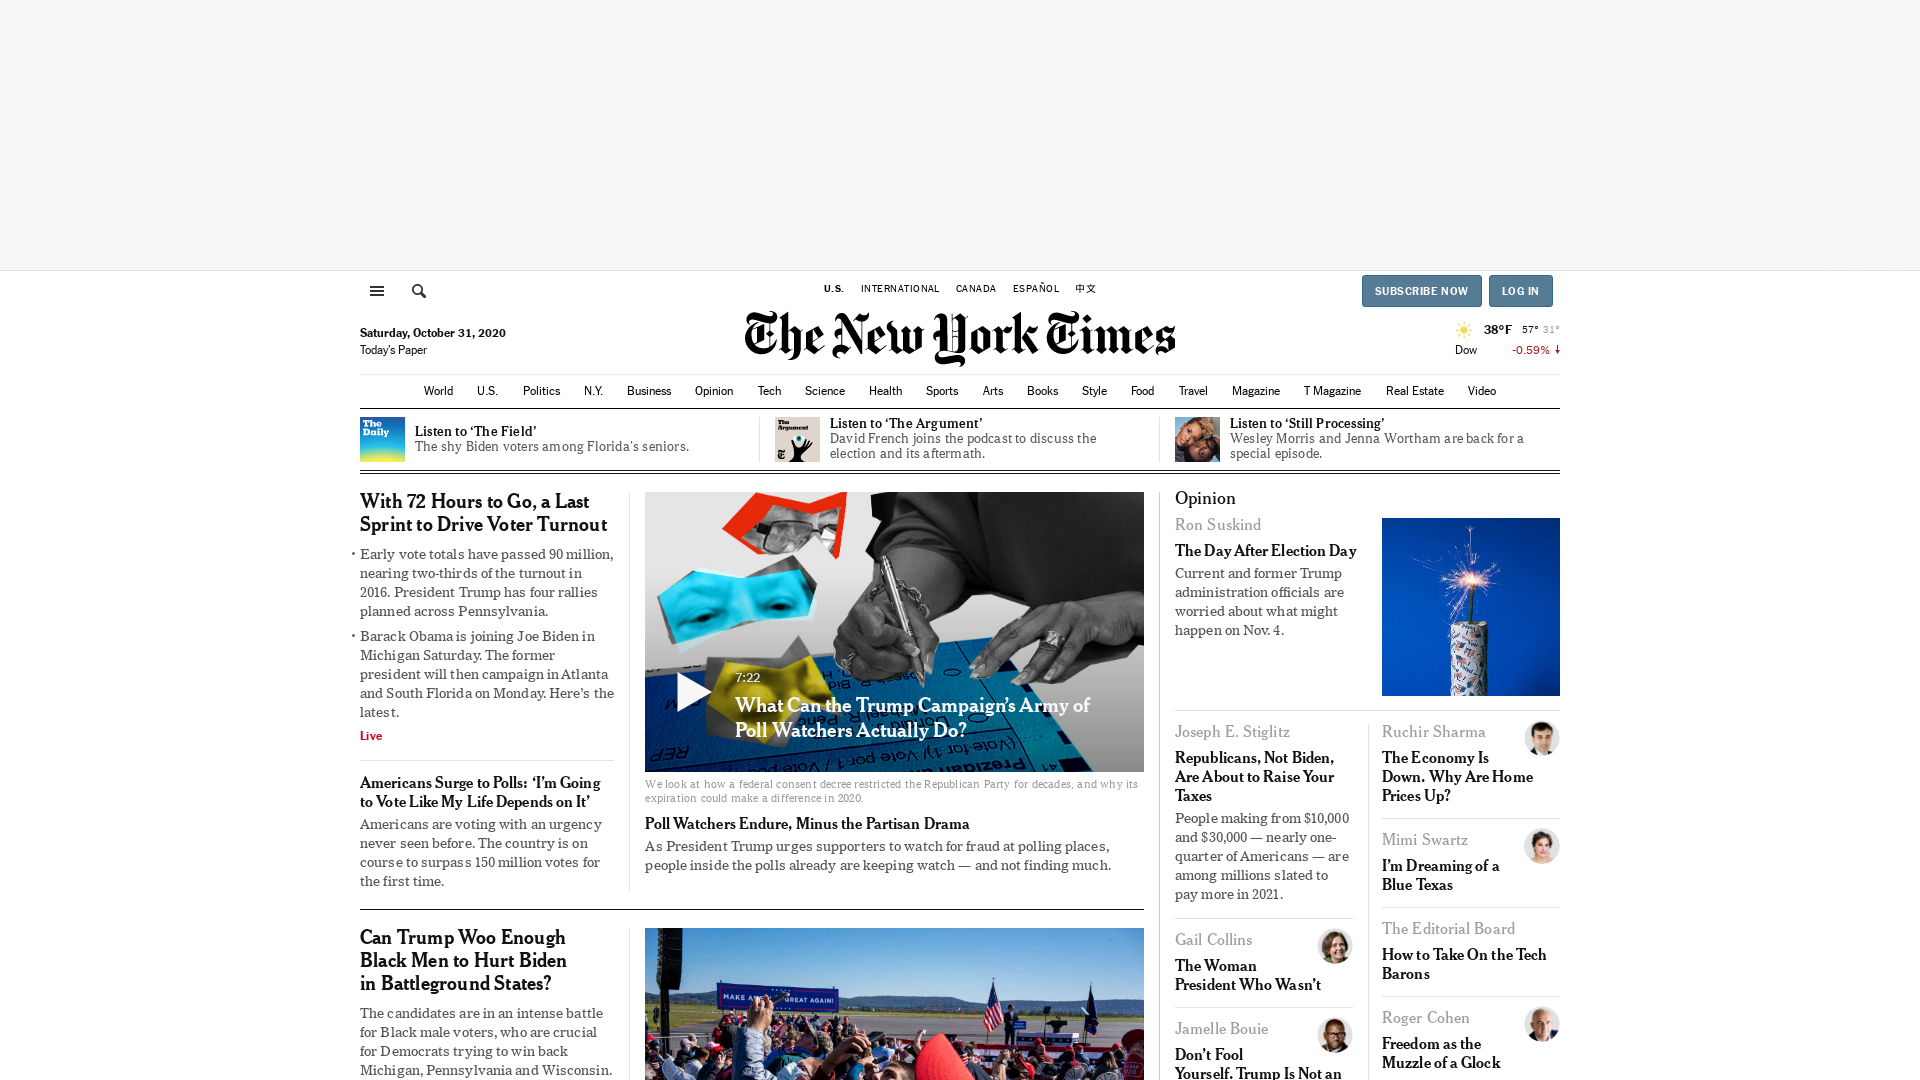 U.S. INTERNATIONAL CANADA ESPAÑOL 中文
SUBSCRIBE NOW LOG IN
Saturday, October 31, 2020
Today's Paper
The New York Times
38°F 57° 31°
Dow -0.59% ↓
World U.S. Politics N.Y. Business Opinion Tech Science Health Sports Arts Books Style Food Travel Magazine T Magazine Real Estate Video
The
Daily
Listen to ‘The Field’
The shy Biden voters among Florida’s seniors.
The
Argument
Listen to ‘The Argument’
David French joins the podcast to discuss the
election and its aftermath.
Listen to ‘Still Processing’
Wesley Morris and Jenna Wortham are back for a
special episode.
With 72 Hours to Go, a Last
Sprint to Drive Voter Turnout
• Early vote totals have passed 90 million,
nearing two-thirds of the turnout in
2016. President Trump has four rallies
planned across Pennsylvania.
• Barack Obama is joining Joe Biden in
Michigan Saturday. The former
president will then campaign in Atlanta
and South Florida on Monday. Here’s the
latest.
Live
Americans Surge to Polls: ‘I’m Going
to Vote Like My Life Depends on It’
Americans are voting with an urgency
never seen before. The country is on
course to surpass 150 million votes for
the first time.
Can Trump Woo Enough
Black Men to Hurt Biden
in Battleground States?
The candidates are in an intense battle
for Black male voters, who are crucial
for Democrats trying to win back
Michigan, Pennsylvania and Wisconsin.
7:22
What Can the Trump Campaign’s Army of
Poll Watchers Actually Do?
REP
We look at how a federal consent decree restricted the Republican Party for decades, and why its
expiration could make a difference in 2020.
Poll Watchers Endure, Minus the Partisan Drama
As President Trump urges supporters to watch for fraud at polling places,
people inside the polls already are keeping watch — and not finding much.
GREAT AGAIN!
Opinion
Ron Suskind
The Day After Election Day
Current and former Trump
administration officials are
worried about what might
happen on Nov. 4.
Joseph E. Stiglitz
Republicans, Not Biden,
Are About to Raise Your
Taxes
People making from $10,000
and $30,000 — nearly one-
quarter of Americans — are
among millions slated to
pay more in 2021.
Gail Collins
The Woman
President Who Wasn’t
Jamelle Bouie
Don’t Fool
Yourself. Trump Is Not an
Ruchir Sharma
The Economy Is
Down. Why Are Home
Prices Up?
Mimi Swartz
I’m Dreaming of a
Blue Texas
The Editorial Board
How to Take On the Tech
Barons
Roger Cohen
Freedom as the
Muzzle of a Glock